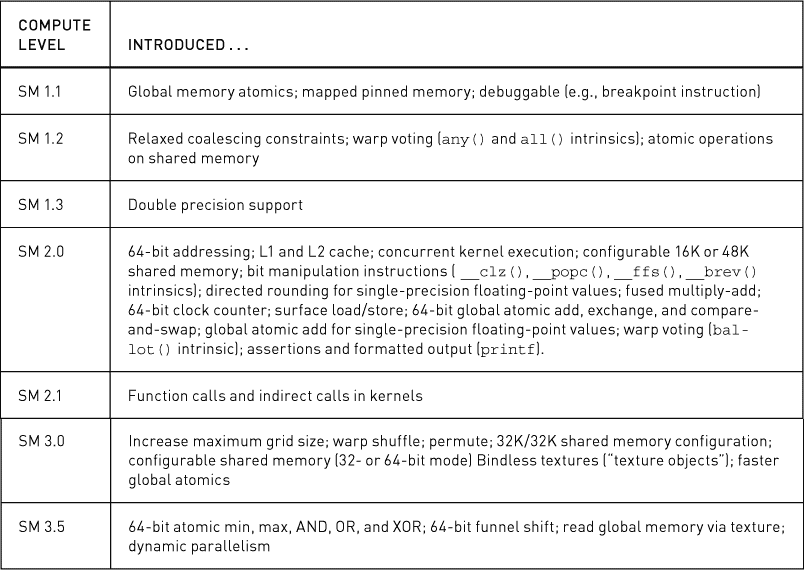 COMPUTE
LEVEL
INTRODUCED . . .
SM 1.1
Global memory atomics; mapped pinned memory; debuggable (e.g., breakpoint instruction)
SM 1.2
Relaxed coalescing constraints; warp voting (any() and all() intrinsics); atomic operations
on shared memory
SM 1.3
Double precision support
SM 2.0
64-bit addressing; L1 and L2 cache; concurrent kernel execution; configurable 16K or 48K
shared memory; bit manipulation instructions ( __clz(), __popc(), __ffs(), __brev()
intrinsics); directed rounding for single-precision floating-point values; fused multiply-add;
64-bit clock counter; surface load/store; 64-bit global atomic add, exchange, and compare-
and-swap; global atomic add for single-precision floating-point values; warp voting (bal-
lot() intrinsic); assertions and formatted output (printf).
SM 2.1
Function calls and indirect calls in kernels
SM 3.0
Increase maximum grid size; warp shuffle; permute; 32K/32K shared memory configuration;
configurable shared memory (32- or 64-bit mode) Bindless textures (“texture objects”); faster
global atomics
SM 3.5
64-bit atomic min, max, AND, OR, and XOR; 64-bit funnel shift; read global memory via texture;
dynamic parallelism